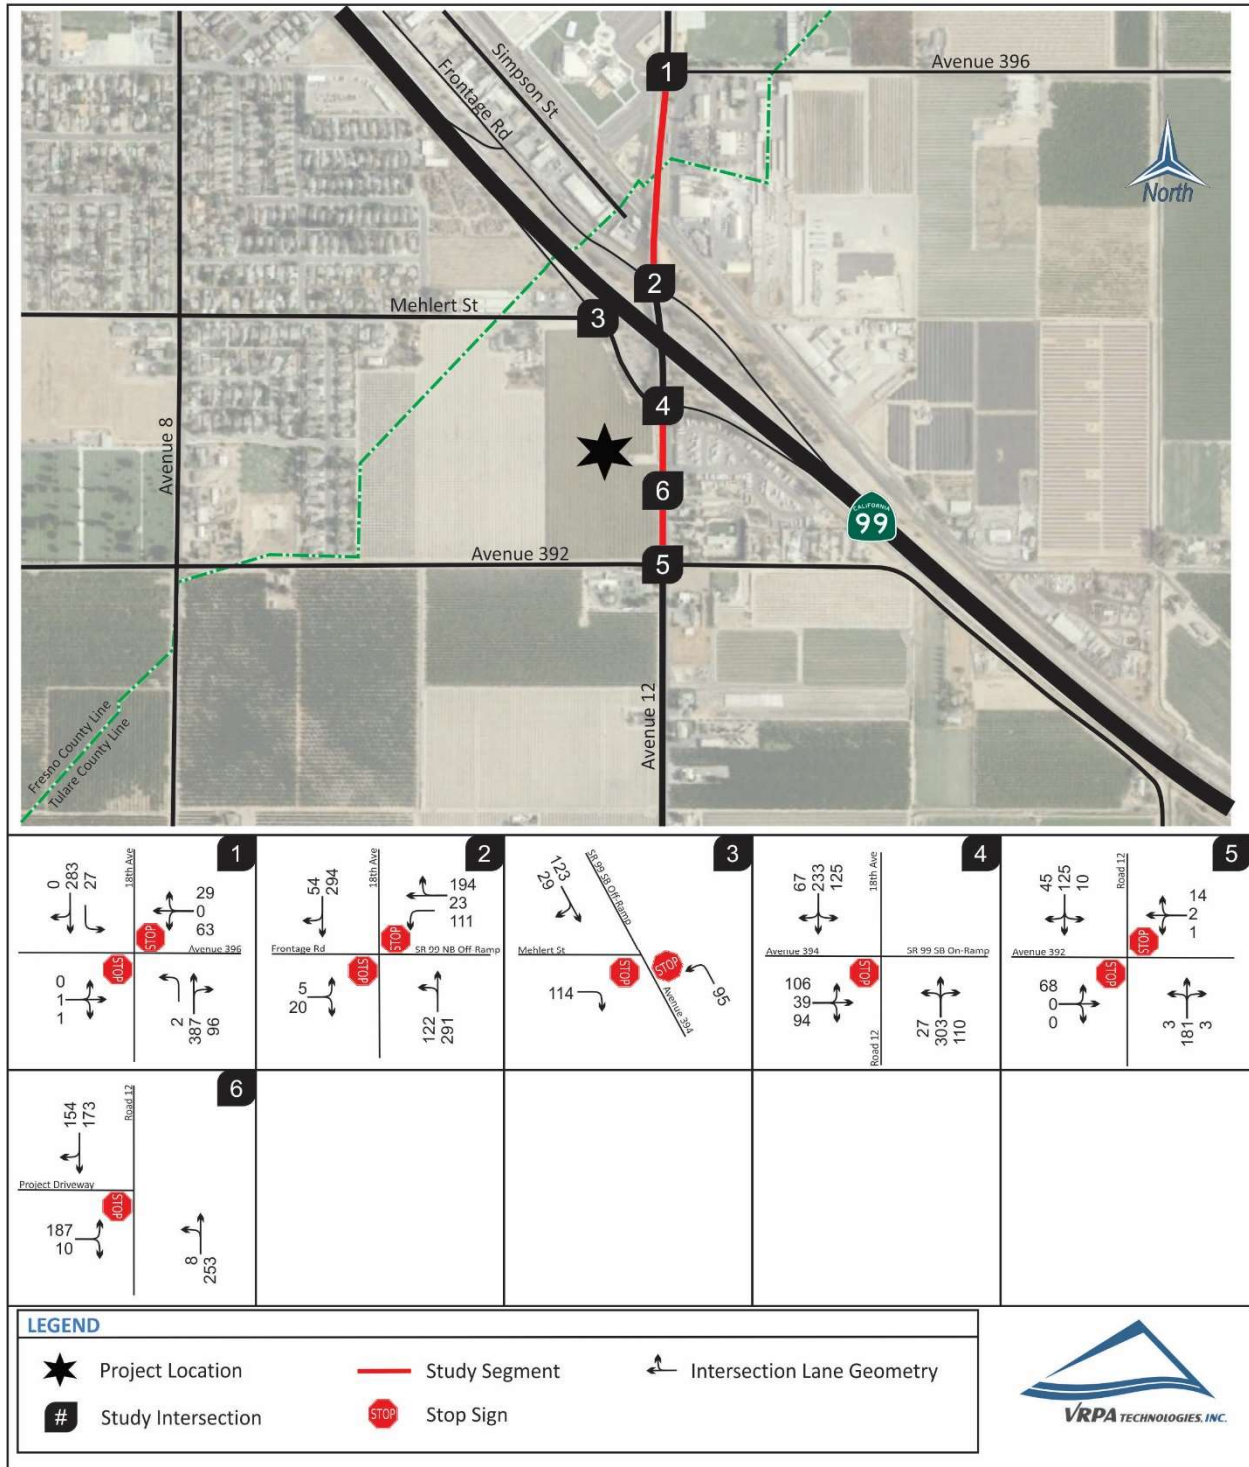 1
Avenue 396
Simpson St
Frontage Rd
North
2
Mehlert St
3
4
Avenue 8
6
CALIFORNIA
99
Avenue 392
5
Avenue 12
Fresno County Line
Tulare County Line
1
18th Ave
0
283
27
29
0
63
STOP
Avenue 396
STOP
0
1
1
2
387
96
2
18th Ave
54
294
194
23
111
STOP
Frontage Rd
SR 99 NB Off-Ramp
STOP
5
20
122
291
3
SR 99 SB Off-Ramp
123
29
Mehlert St
STOP
STOP
114
95
Avenue 394
4
18th Ave
67
233
125
Avenue 394
SR 99 SB On-Ramp
STOP
106
39
94
27
303
110
Road 12
5
Road 12
45
125
10
14
2
1
STOP
Avenue 392
STOP
68
0
0
3
181
3
6
Road 12
154
173
Project Driveway
STOP
187
10
8
253
LEGEND
Project Location
Study Segment
Intersection Lane Geometry
# Study Intersection
STOP Stop Sign
VRPA TECHNOLOGIES, INC.